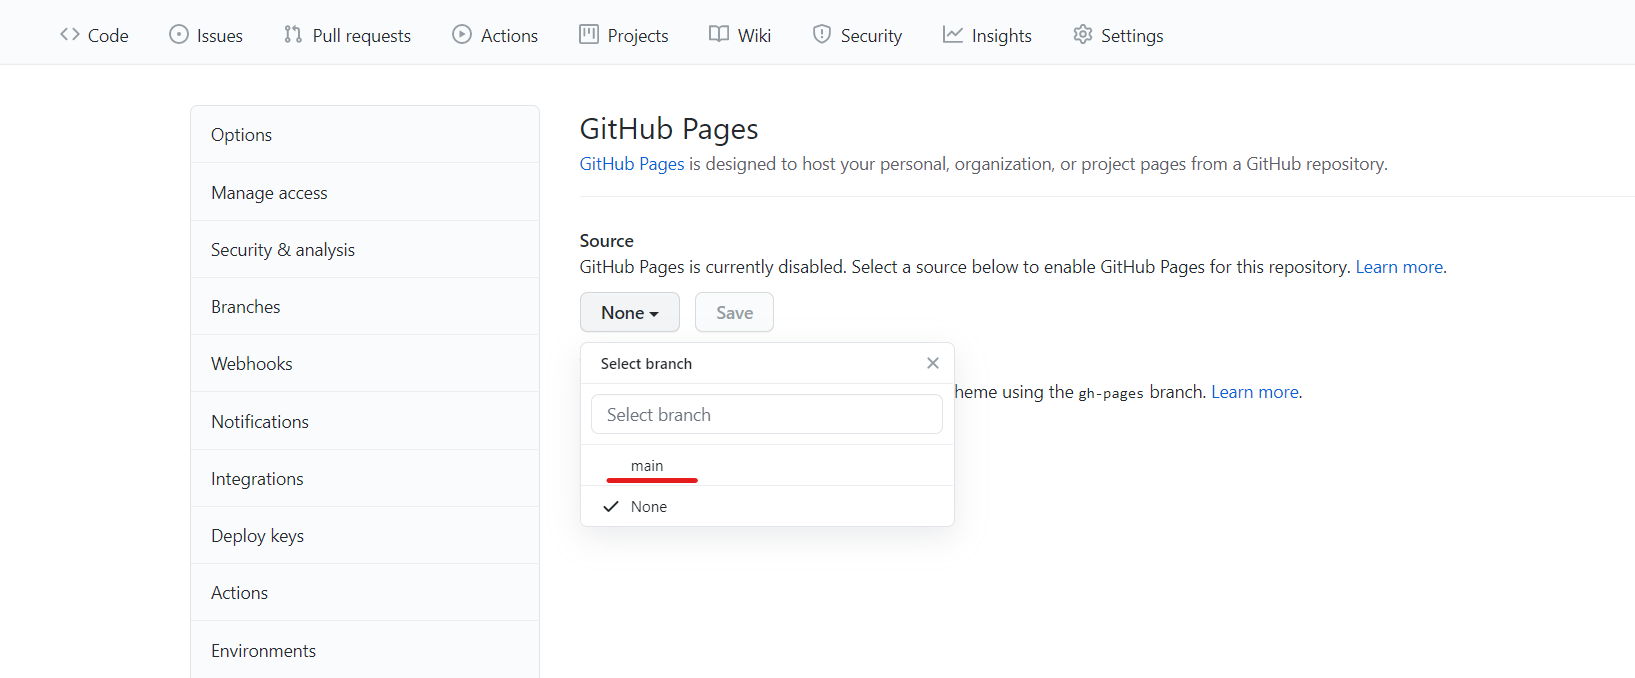 Code Issues Pull requests Actions Projects Wiki Security Insights Settings
Options
Manage access
Security & analysis
Branches
Webhooks
Notifications
Integrations
Deploy keys
Actions
Environments
GitHub Pages
GitHub Pages is designed to host your personal, organization, or project pages from a GitHub repository.
Source
GitHub Pages is currently disabled. Select a source below to enable GitHub Pages for this repository. Learn more.
None Save
Select branch
heme using the gh-pages branch. Learn more.
Select branch
main
None